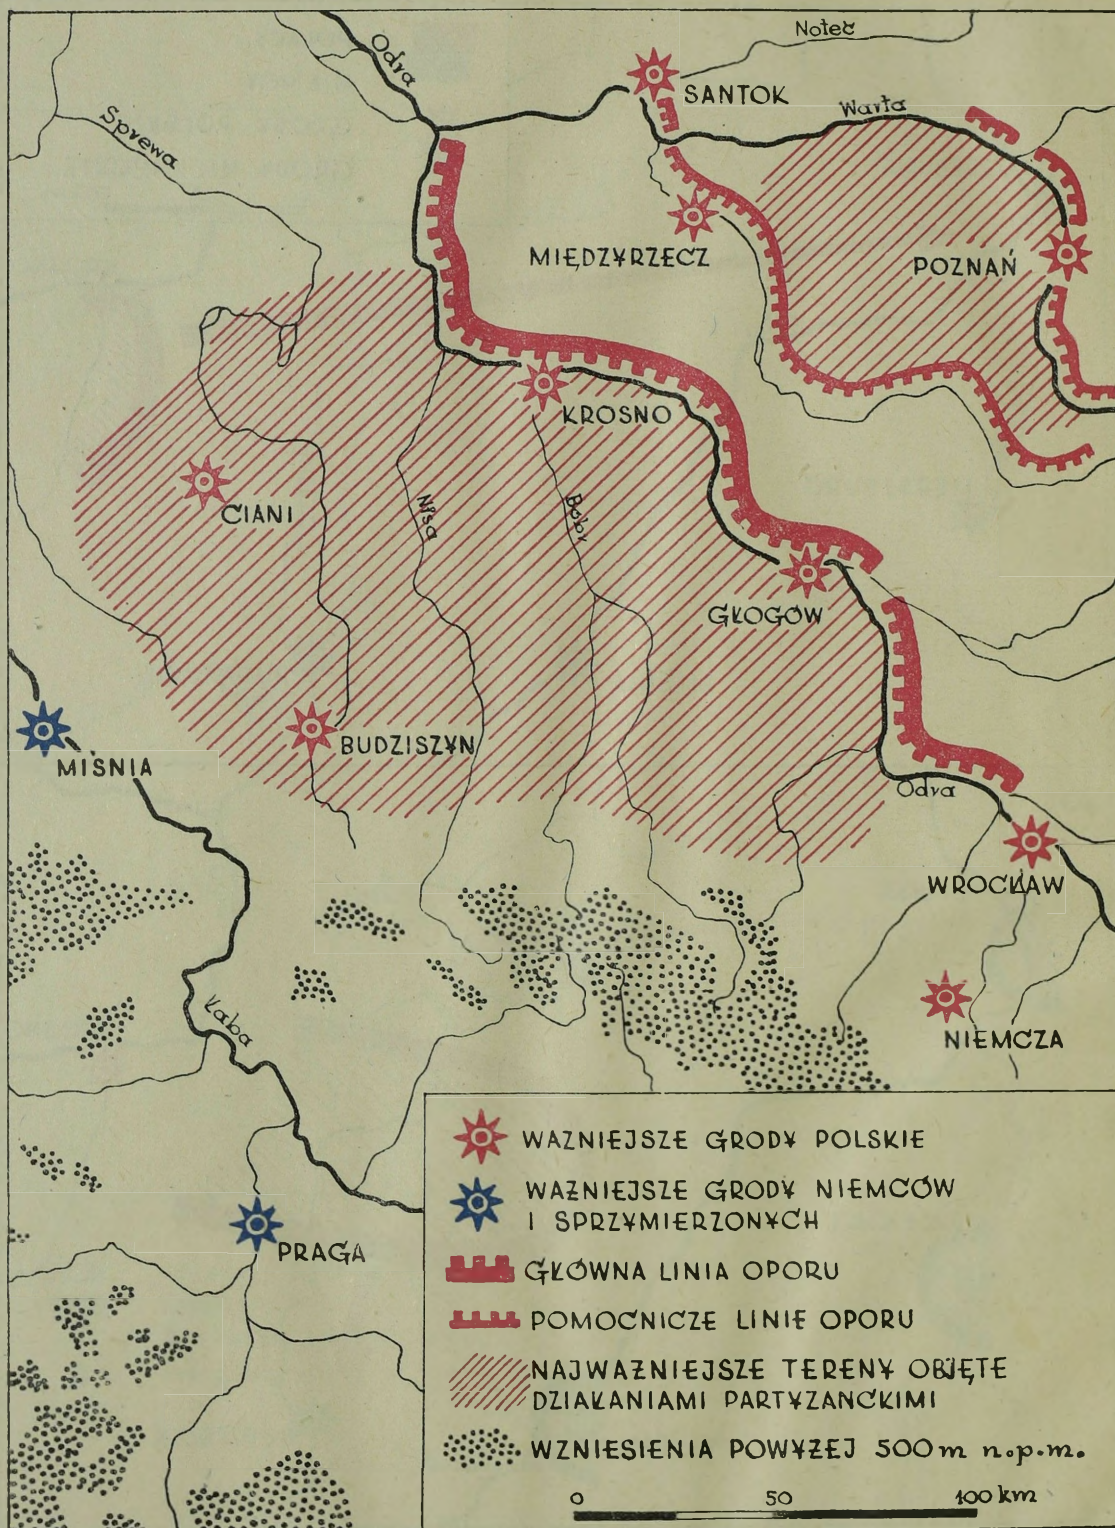 Noteć
Odra
SANTOK
Warta
Sprewa
MIĘDZYRZECZ
POZNAŃ
KROSNO
CIANI
Nisa
Bobr
GŁOGÓW
BUDZISZYN
MIŚNIA
Odra
WROCŁAW
NIEMCZA
Łaba
PRAGA
WAŻNIEJSZE GRODY POLSKIE
WAŻNIEJSZE GRODY NIEMCÓW
I SPRZYMIERZONYCH
GŁÓWNA LINIA OPORU
POMOCNICZE LINIE OPORU
NAJWAŻNIEJSZE TERENY OBJĘTE
DZIAŁANIAMI PARTYZANCKIMI
WZNIESIENIA POWYŻEJ 500 m n.p.m.
0 50 100 km